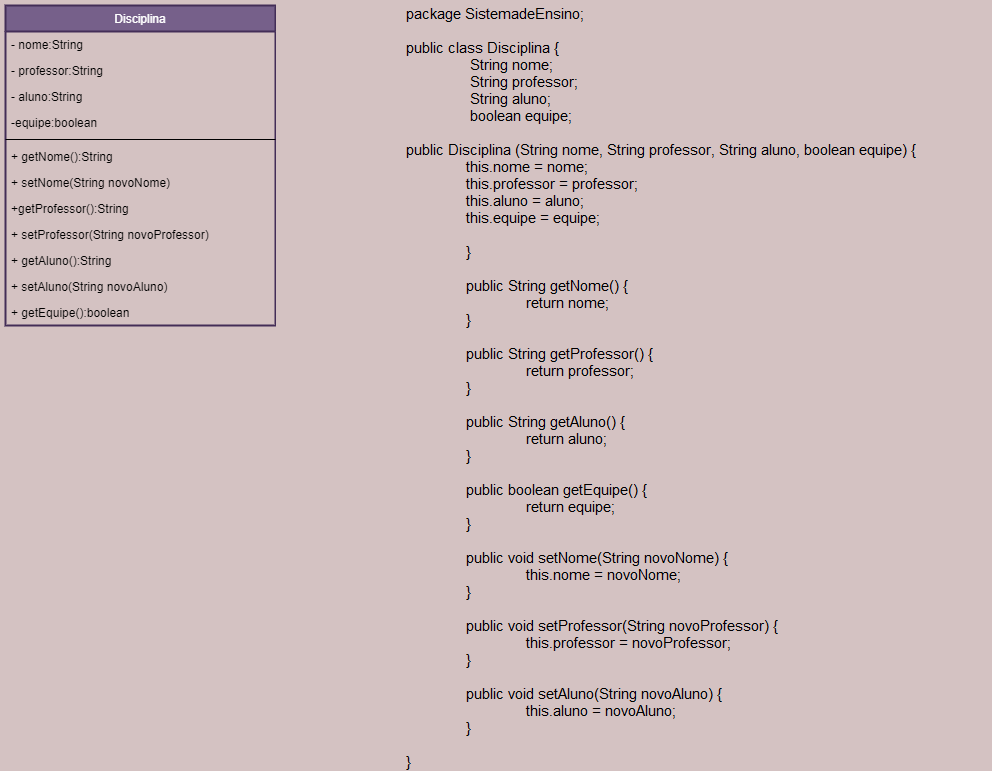 Disciplina
- nome:String
- professor:String
- aluno:String
-equipe:boolean
+ getNome():String
+ setNome(String novoNome)
+getProfessor():String
+ setProfessor(String novoProfessor)
+ getAluno():String
+ setAluno(String novoAluno)
+ getEquipe():boolean
package SistemadeEnsino;
public class Disciplina {
String nome;
String professor;
String aluno;
boolean equipe;
public Disciplina (String nome, String professor, String aluno, boolean equipe) {
this.nome = nome;
this.professor = professor;
this.aluno = aluno;
this.equipe = equipe;
}
public String getNome() {
return nome;
}
public String getProfessor() {
return professor;
}
public String getAluno() {
return aluno;
}
public boolean getEquipe() {
return equipe;
}
public void setNome(String novoNome) {
this.nome = novoNome;
}
public void setProfessor(String novoProfessor) {
this.professor = novoProfessor;
}
public void setAluno(String novoAluno) {
this.aluno = novoAluno;
}
}